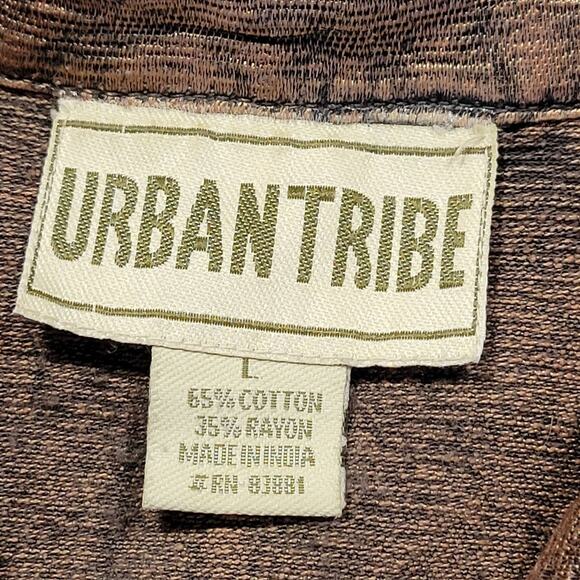 URBAN TRIBE
L
65% COTTON
35% RAYON
MADE IN INDIA
# RN - 83881